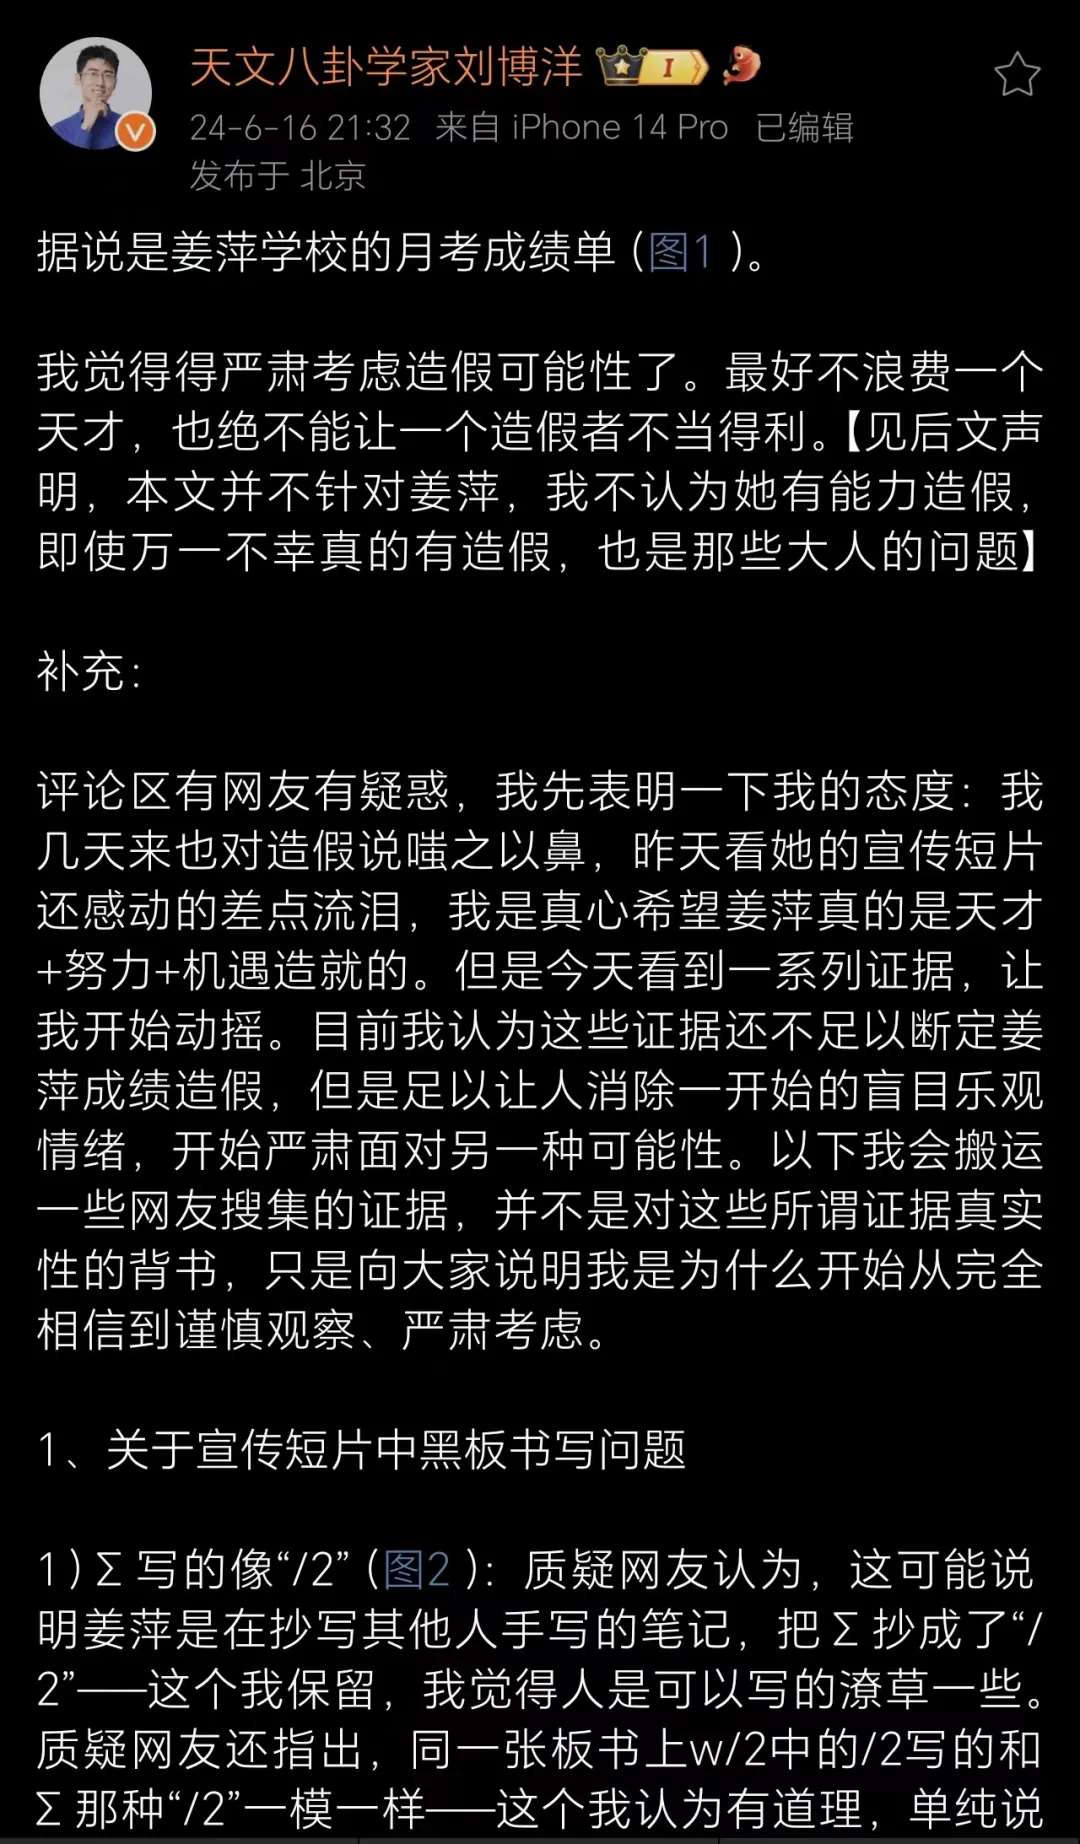 天文八卦学家刘博洋 I
24-6-16 21:32 来自 iPhone 14 Pro 已编辑
发布于 北京
据说是姜萍学校的月考成绩单(图1)。
我觉得得严肃考虑造假可能性了。最好不浪费一个
天才，也绝不能让一个造假者不当得利。【见后文声
明，本文并不针对姜萍，我不认为她有能力造假，
即使万一不幸真的有造假，也是那些大人的问题】
补充：
评论区有网友有疑惑，我先表明一下我的态度：我
几天来也对造假说嗤之以鼻，昨天看她的宣传短片
还感动的差点流泪，我是真心希望姜萍真的是天才
+努力+机遇造就的。但是今天看到一系列证据，让
我开始动摇。目前我认为这些证据还不足以断定姜
萍成绩造假，但是足以让人消除一开始的盲目乐观
情绪，开始严肃面对另一种可能性。以下我会搬运
一些网友搜集的证据，并不是对这些所谓证据真实
性的背书，只是向大家说明我是为什么开始从完全
相信到谨慎观察、严肃考虑。
1、关于宣传短片中黑板书写问题
1)Σ 写的像“/2”(图2)：质疑网友认为，这可能说
明姜萍是在抄写其他人手写的笔记，把 Σ 抄成了“/
2”——这个我保留，我觉得人是可以写的潦草一些。
质疑网友还指出，同一张板书上w/2中的/2写的和
Σ 那种“/2”一模一样——这个我认为有道理，单纯说